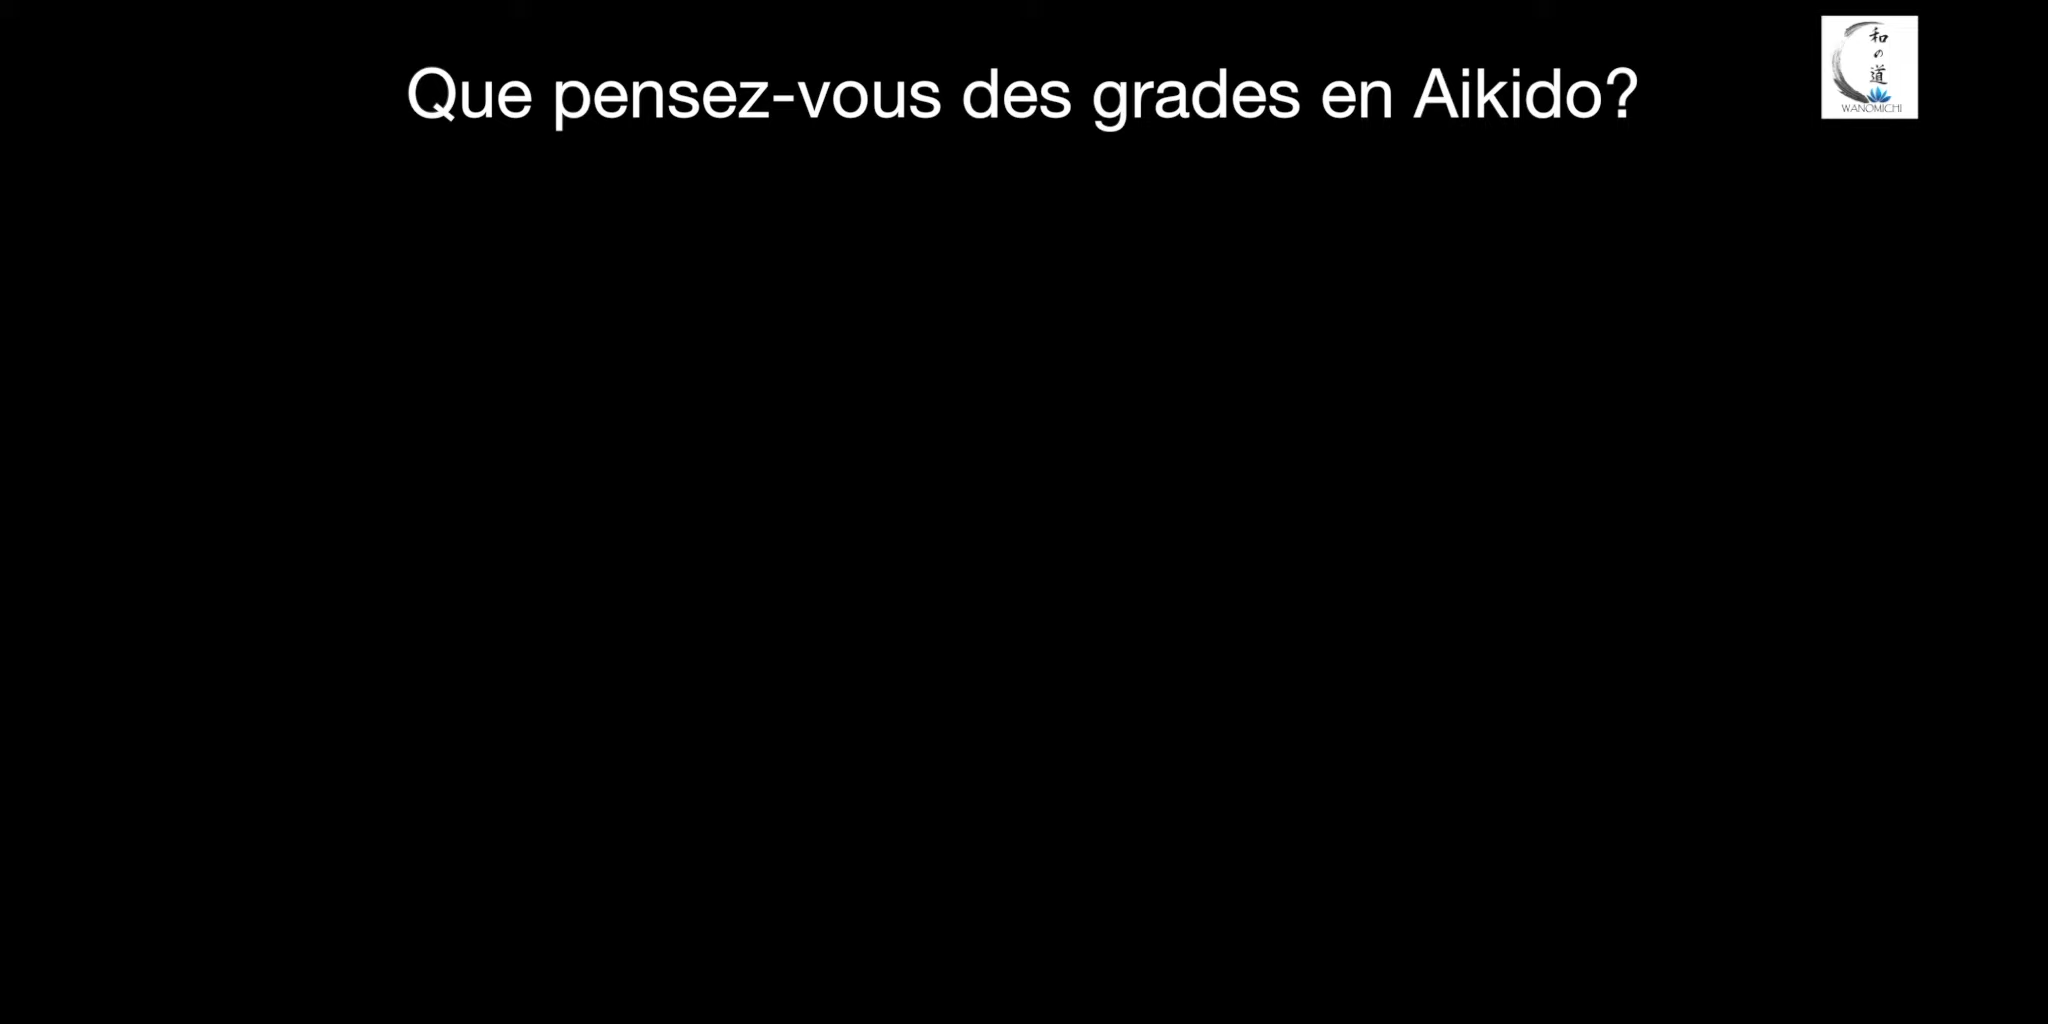 Que pensez-vous des grades en Aikido?
和
の
道
WANOMICHI